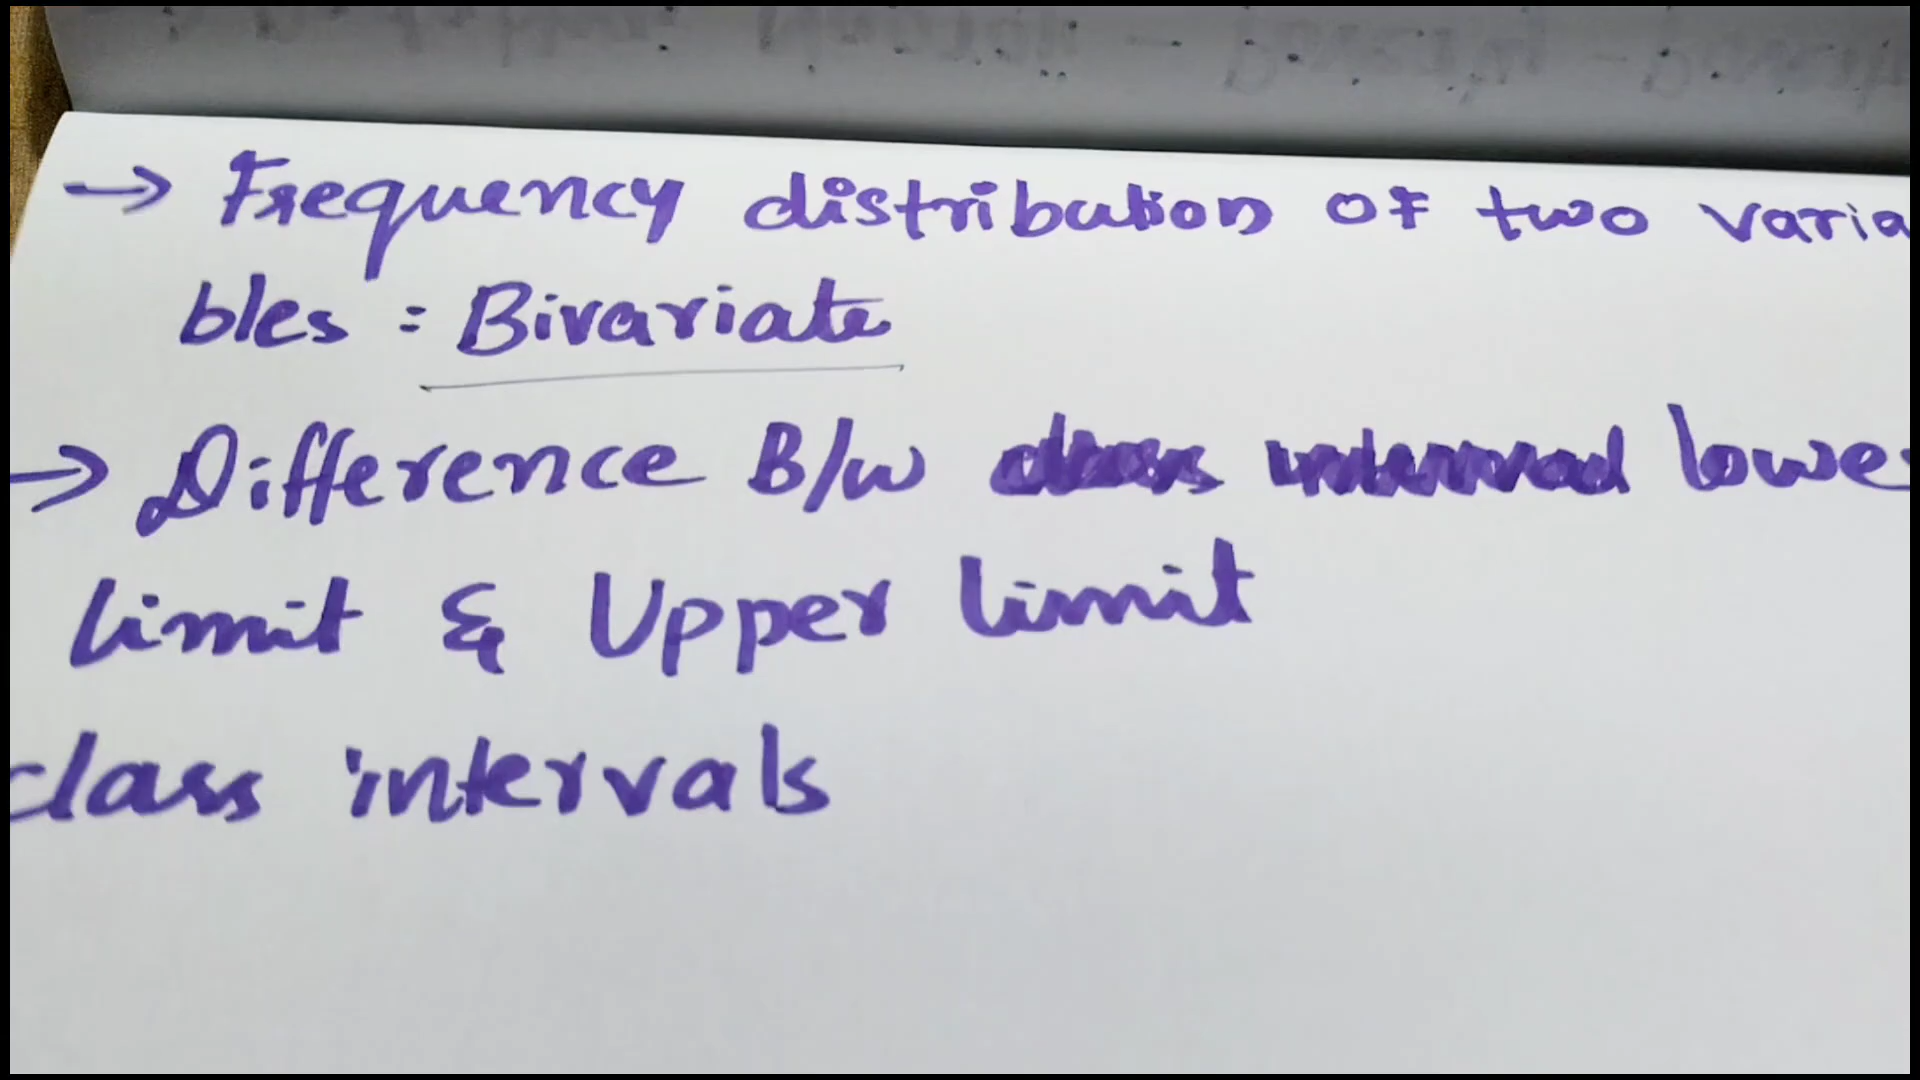 → Frequency distribution of two varia
bles = Bivariate
→ Difference B/w lowe
limit & Upper limit
class intervals